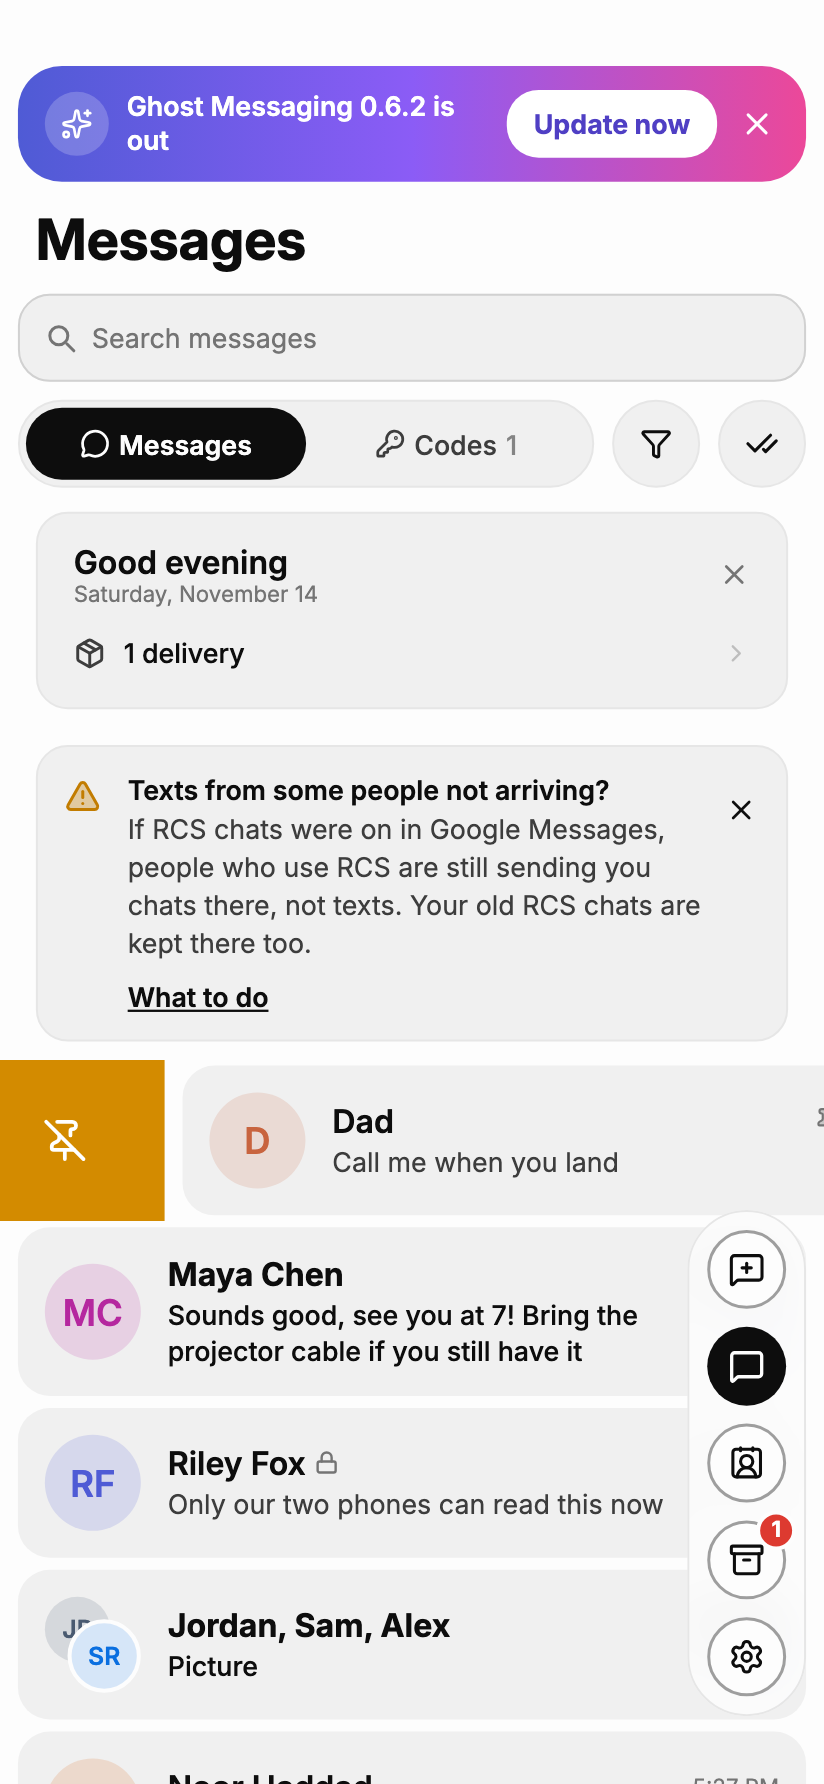 Ghost Messaging 0.6.2 is
out
Update now
Messages
Search messages
Messages
Codes 1
Good evening
Saturday, November 14
1 delivery
Texts from some people not arriving?
If RCS chats were on in Google Messages,
people who use RCS are still sending you
chats there, not texts. Your old RCS chats are
kept there too.
What to do
D
Dad
Call me when you land
MC
Maya Chen
Sounds good, see you at 7! Bring the
projector cable if you still have it
RF
Riley Fox
Only our two phones can read this now
1
SR
Jordan, Sam, Alex
Picture
Noor Haddad
5:27 PM